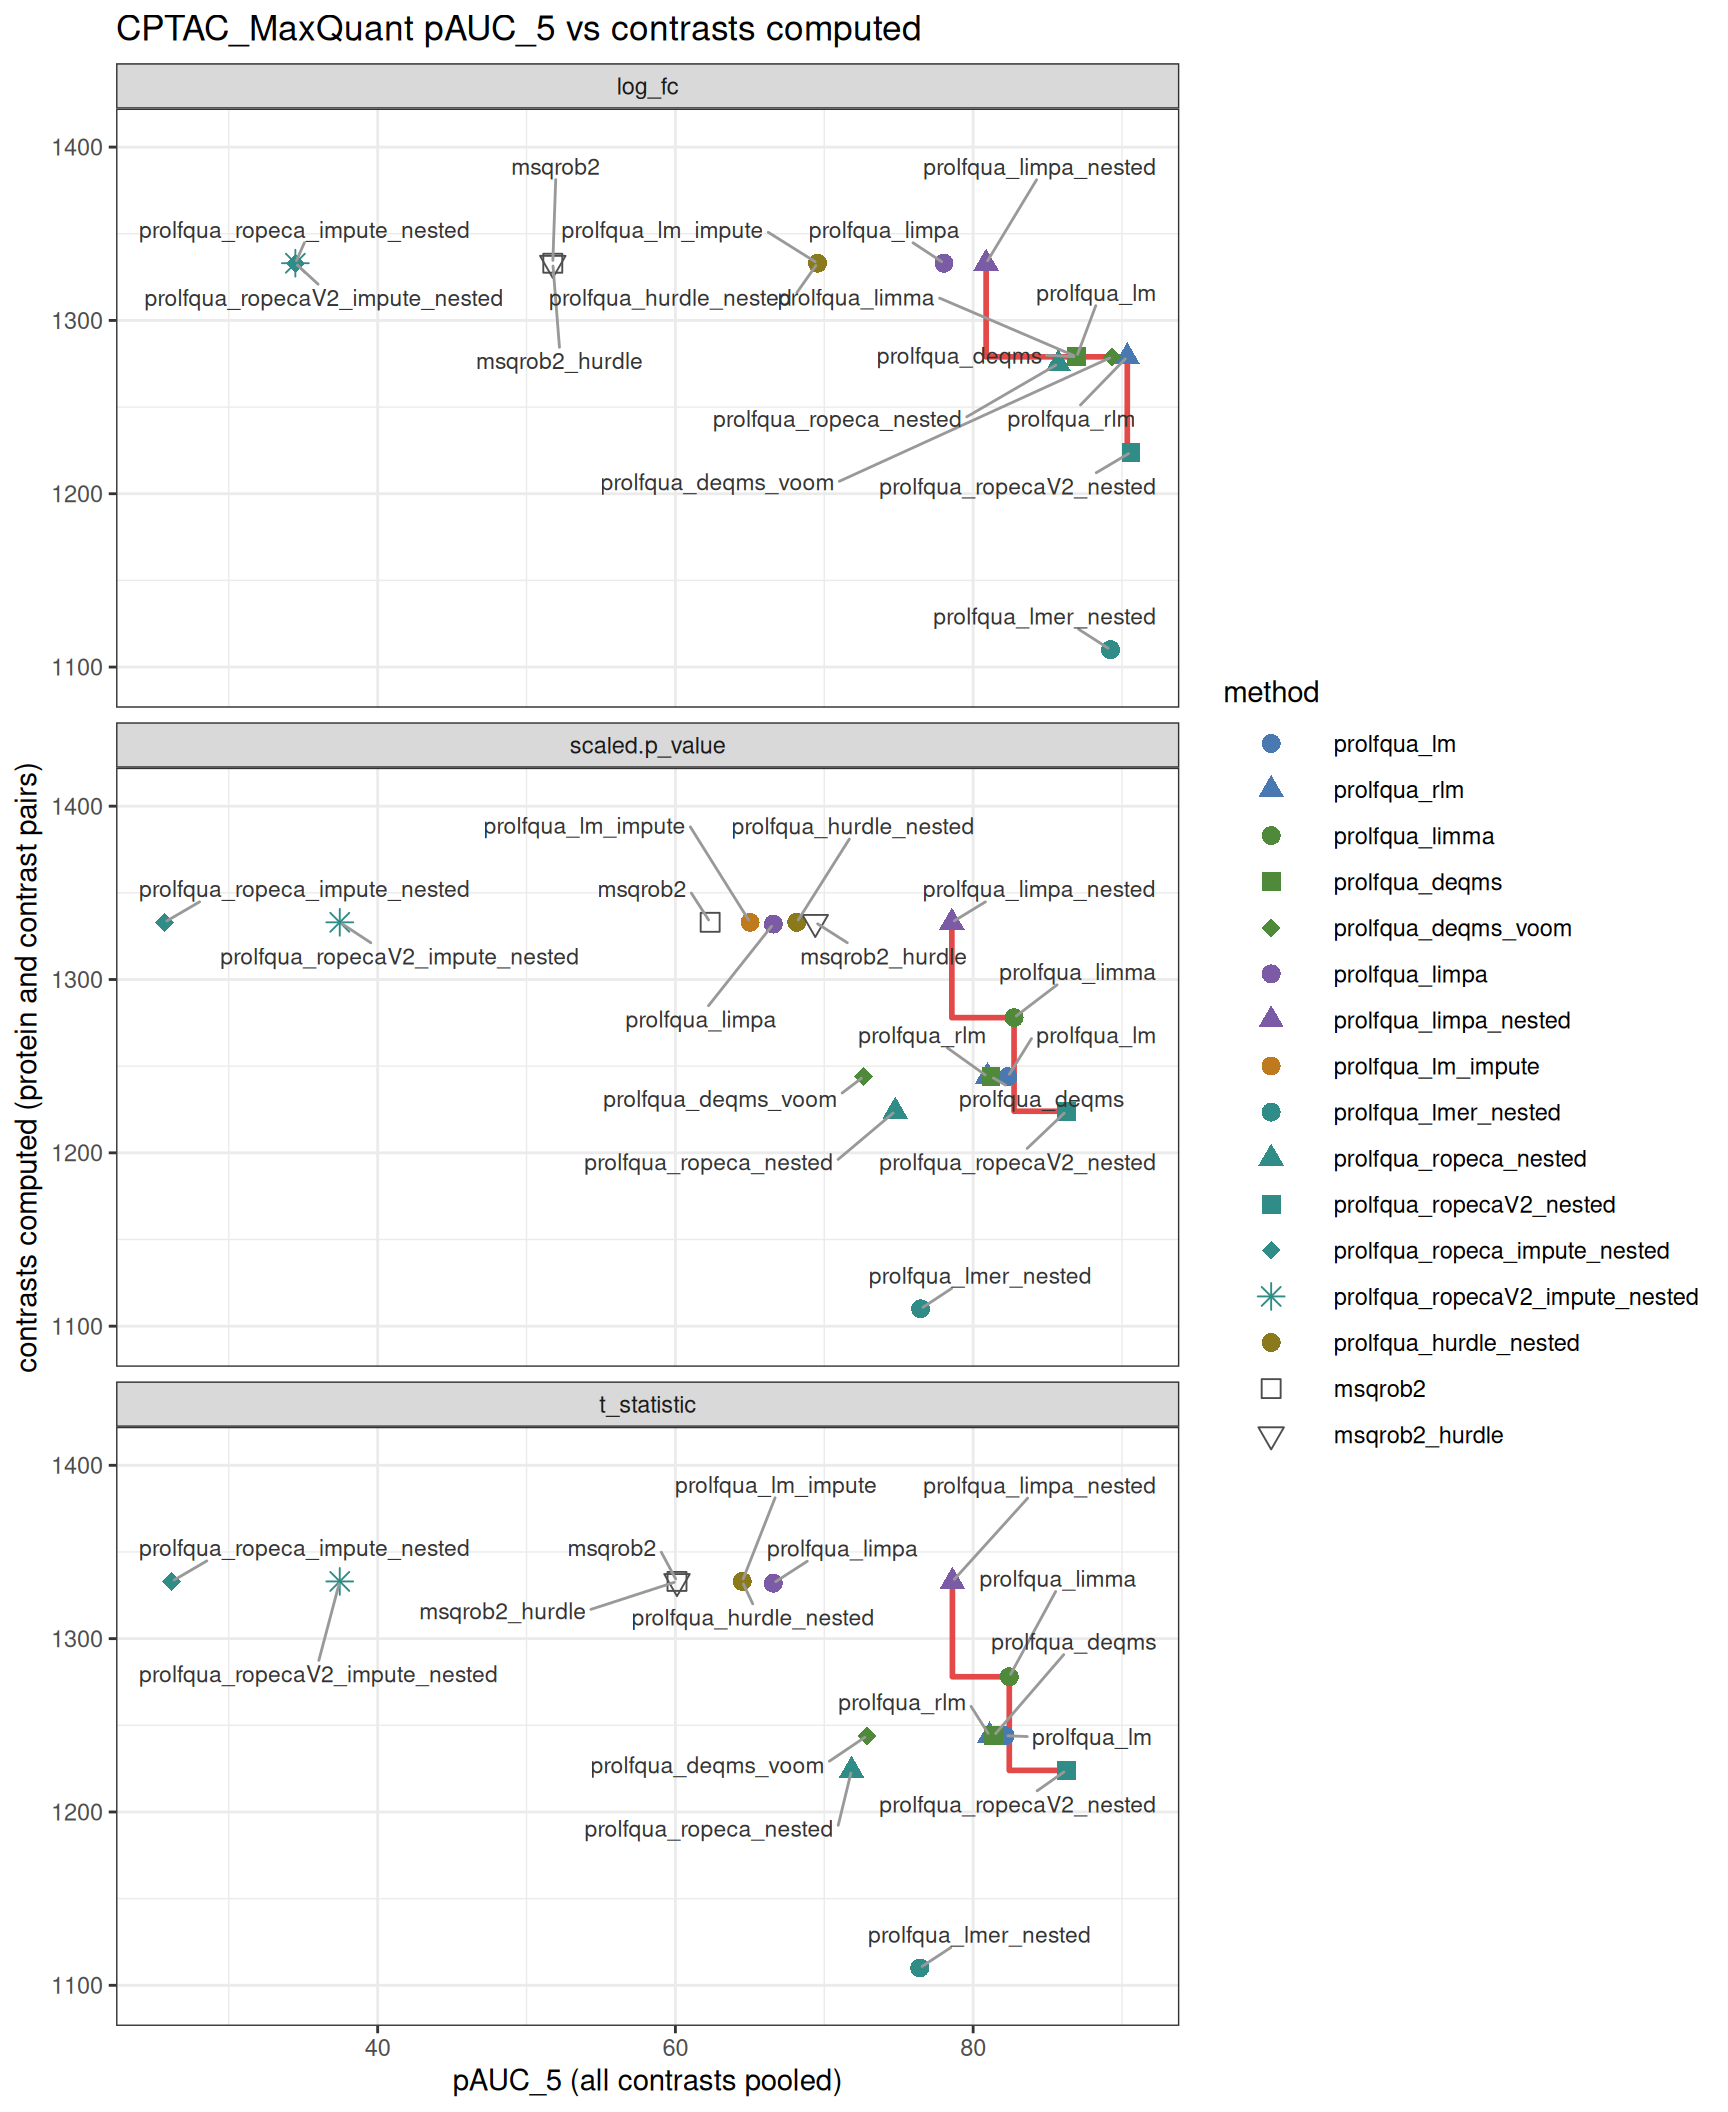 CPTAC_MaxQuant pAUC_5 vs contrasts computed
log_fc
1400
1300
1200
1100
msqrob2
prolfqua_limpa_nested
prolfqua_ropeca_impute_nested
prolfqua_lm_impute
prolfqua_limpa
prolfqua_ropecaV2_impute_nested
prolfqua_hurdle_nested
prolfqua_limma
prolfqua_lm
msqrob2_hurdle
prolfqua_deqms
prolfqua_ropeca_nested
prolfqua_rlm
prolfqua_deqms_voom
prolfqua_ropecaV2_nested
prolfqua_lmer_nested
scaled.p_value
1400
1300
1200
1100
prolfqua_lm_impute
prolfqua_hurdle_nested
prolfqua_ropeca_impute_nested
msqrob2
prolfqua_limpa_nested
prolfqua_ropecaV2_impute_nested
msqrob2_hurdle
prolfqua_limma
prolfqua_limpa
prolfqua_rlm
prolfqua_lm
prolfqua_deqms_voom
prolfqua_deqms
prolfqua_ropeca_nested
prolfqua_ropecaV2_nested
prolfqua_lmer_nested
t_statistic
1400
1300
1200
1100
prolfqua_lm_impute
prolfqua_limpa_nested
prolfqua_ropeca_impute_nested
msqrob2
prolfqua_limpa
prolfqua_limma
msqrob2_hurdle
prolfqua_hurdle_nested
prolfqua_deqms
prolfqua_ropecaV2_impute_nested
prolfqua_rlm
prolfqua_lm
prolfqua_deqms_voom
prolfqua_ropecaV2_nested
prolfqua_ropeca_nested
prolfqua_lmer_nested
40
60
80
pAUC_5 (all contrasts pooled)
contrasts computed (protein and contrast pairs)
method
prolfqua_lm
prolfqua_rlm
prolfqua_limma
prolfqua_deqms
prolfqua_deqms_voom
prolfqua_limpa
prolfqua_limpa_nested
prolfqua_lm_impute
prolfqua_lmer_nested
prolfqua_ropeca_nested
prolfqua_ropecaV2_nested
prolfqua_ropeca_impute_nested
prolfqua_ropecaV2_impute_nested
prolfqua_hurdle_nested
msqrob2
msqrob2_hurdle